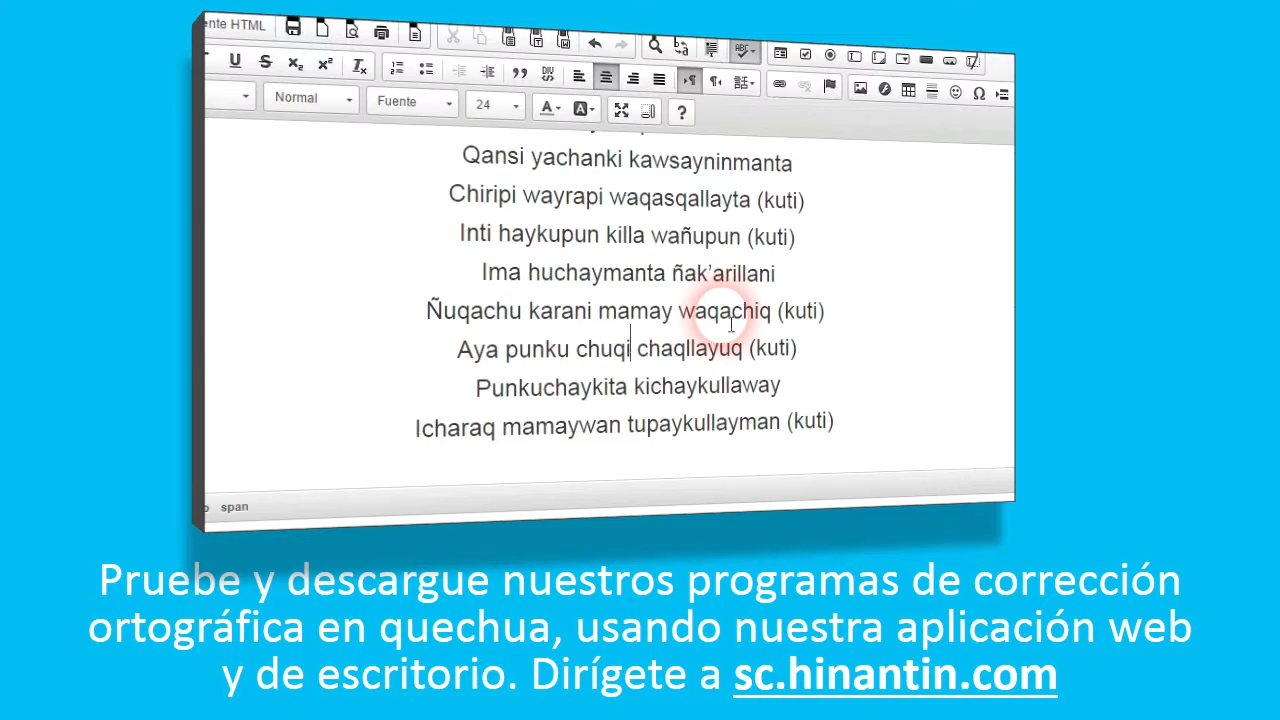 ente HTML
Normal
Fuente
24
Qansi yachanki kawsayninmanta
Chiripi wayrapi waqasqallayta (kuti)
Inti haykupun killa wañupun (kuti)
Ima huchaymanta ñak’arillani
Ñuqachu karani mamay waqachiq (kuti)
Aya punku chuqi chaqllayuq (kuti)
Punkuchaykita kichaykullaway
Icharaq mamaywan tupaykullayman (kuti)
span
Pruebe y descargue nuestros programas de corrección
ortográfica en quechua, usando nuestra aplicación web
y de escritorio. Dirígete a sc.hinantin.com